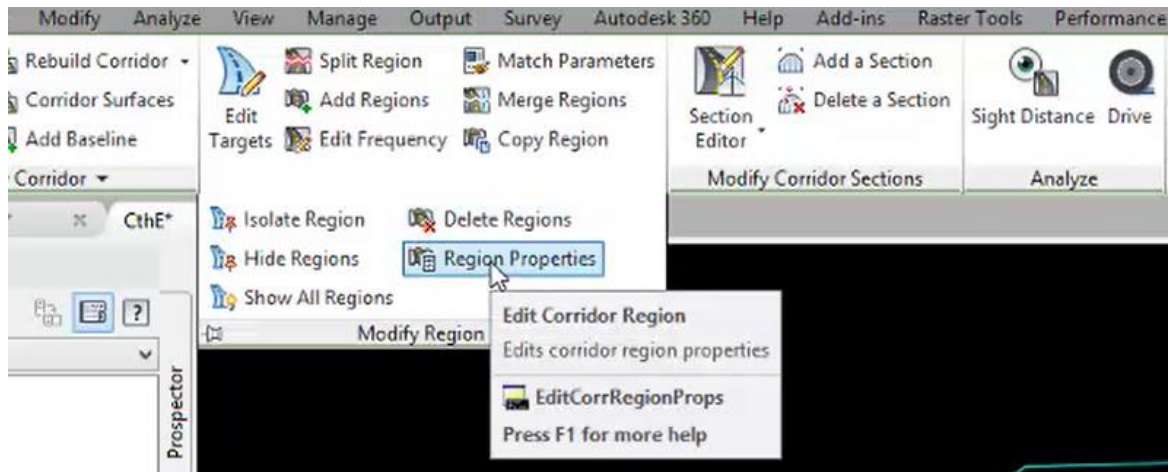 Modify Analyze View Manage Output Survey Autodesk 360 Help Add-ins Raster Tools Performance
Rebuild Corridor
Corridor Surfaces
Add Baseline
Corridor
Edit Targets
Split Region
Add Regions
Edit Frequency
Match Parameters
Merge Regions
Copy Region
Isolate Region
Hide Regions
Show All Regions
Delete Regions
Region Properties
Modify Region
Section Editor
Add a Section
Delete a Section
Modify Corridor Sections
Sight Distance
Drive
Analyze
CthE*
?
Prospector
Edit Corridor Region
Edits corridor region properties
EditCorrRegionProps
Press F1 for more help